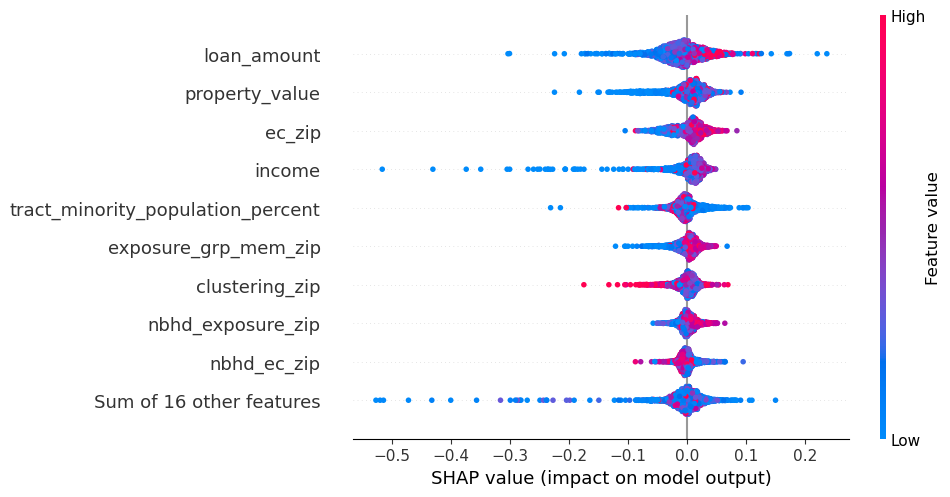 High
loan_amount
property_value
ec_zip
income
tract_minority_population_percent
exposure_grp_mem_zip
clustering_zip
nbhd_exposure_zip
nbhd_ec_zip
Sum of 16 other features
Feature value
Low
−0.5 −0.4 −0.3 −0.2 −0.1 0.0 0.1 0.2
SHAP value (impact on model output)